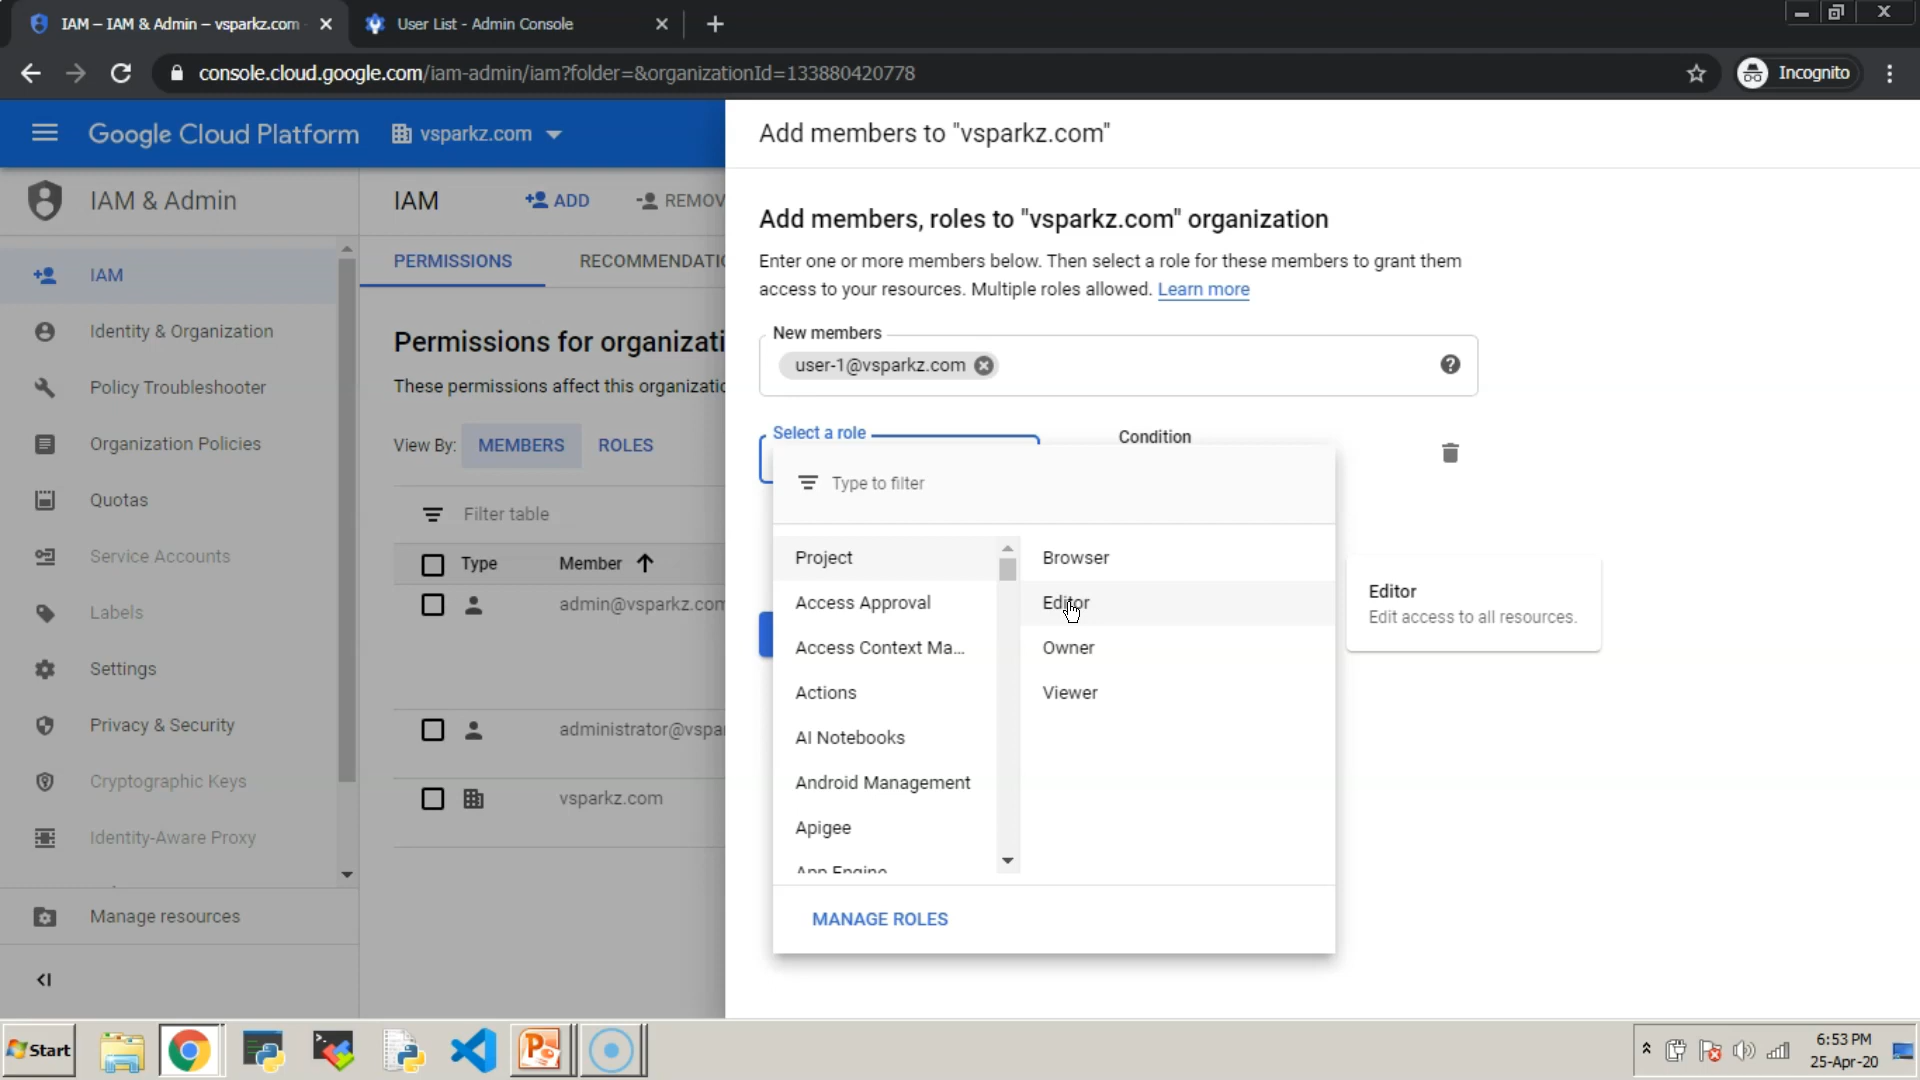 IAM – IAM & Admin – vsparkz.com
User List - Admin Console
console.cloud.google.com/iam-admin/iam?folder=&organizationId=133880420778
Incognito
Google Cloud Platform
vsparkz.com
Add members to "vsparkz.com"
IAM & Admin
IAM
ADD
REMOV
Add members, roles to "vsparkz.com" organization
PERMISSIONS
RECOMMENDATIO
Enter one or more members below. Then select a role for these members to grant them
access to your resources. Multiple roles allowed. Learn more
IAM
Identity & Organization
Policy Troubleshooter
Organization Policies
Quotas
Service Accounts
Labels
Settings
Privacy & Security
Cryptographic Keys
Identity-Aware Proxy
Manage resources
Permissions for organizati
These permissions affect this organizatio
View By:
MEMBERS
ROLES
Filter table
Type
Member
admin@vsparkz.com
administrator@vspar
vsparkz.com
New members
user-1@vsparkz.com
Select a role
Condition
Type to filter
Project
Access Approval
Access Context Ma...
Actions
AI Notebooks
Android Management
Apigee
App Engine
Browser
Editor
Owner
Viewer
Editor
Edit access to all resources.
MANAGE ROLES
Start
6:53 PM
25-Apr-20